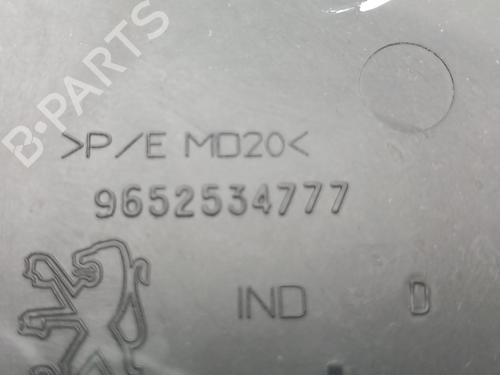 B-PARTS
>P/E MD20<
9652534777
IND D